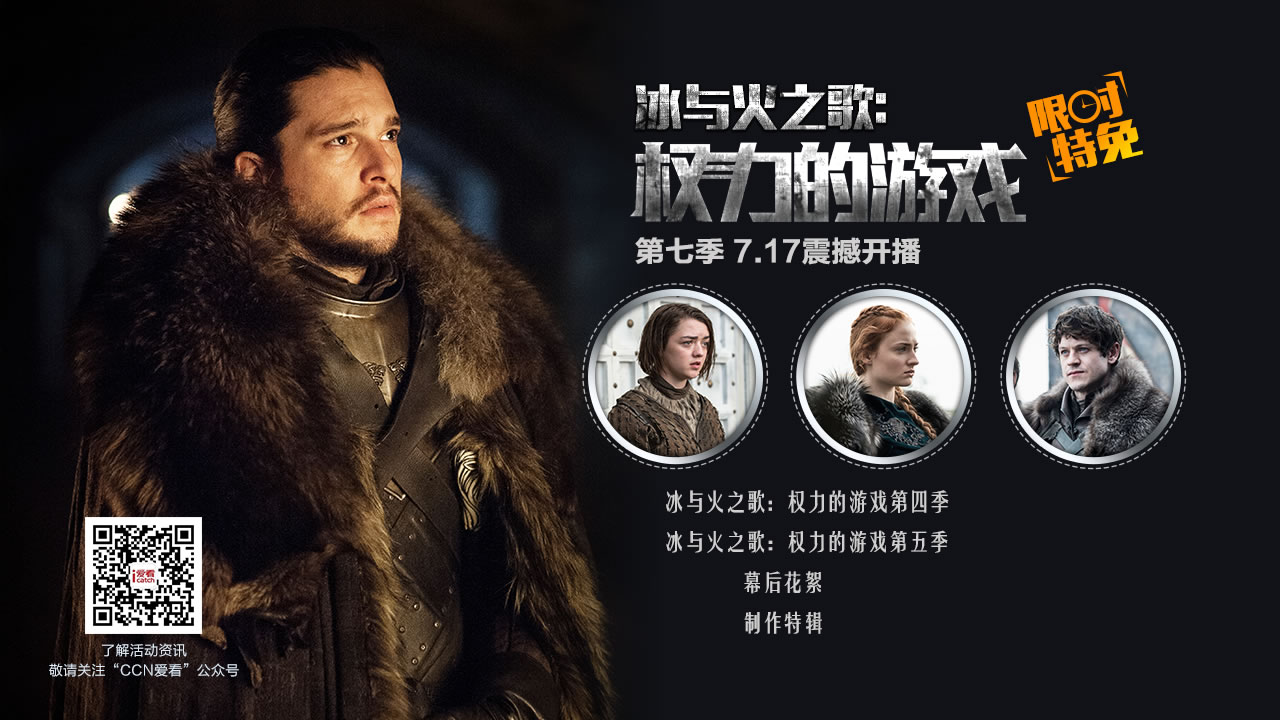 冰与火之歌:
权力的游戏
限时
特免
第七季 7.17震撼开播
冰与火之歌：权力的游戏第四季
冰与火之歌：权力的游戏第五季
幕后花絮
制作特辑
i爱看
catch
了解活动资讯
敬请关注“CCN爱看”公众号